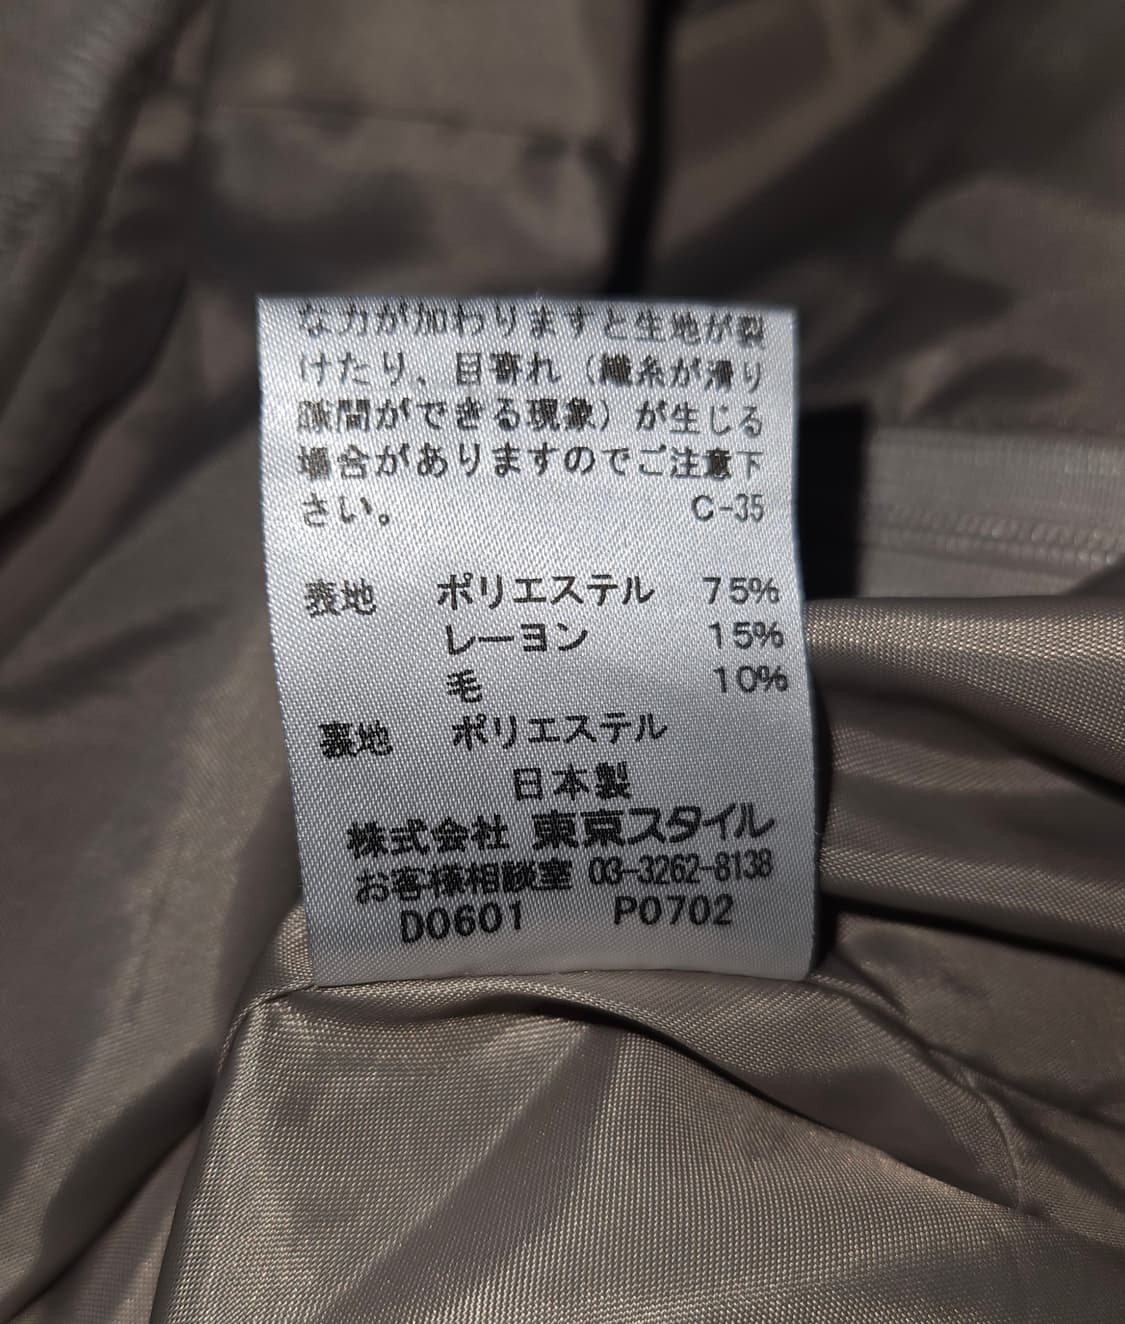 な力が加わりますと生地が裂
けたり、目寄れ（織糸が滑り
隙間ができる現象）が生じる
場合がありますのでご注意下
さい。 C-35
表地 ポリエステル 75%
レーヨン 15%
毛 10%
裏地 ポリエステル
日本製
株式会社 東京スタイル
お客様相談室 03-3262-8138
D0601 P0702